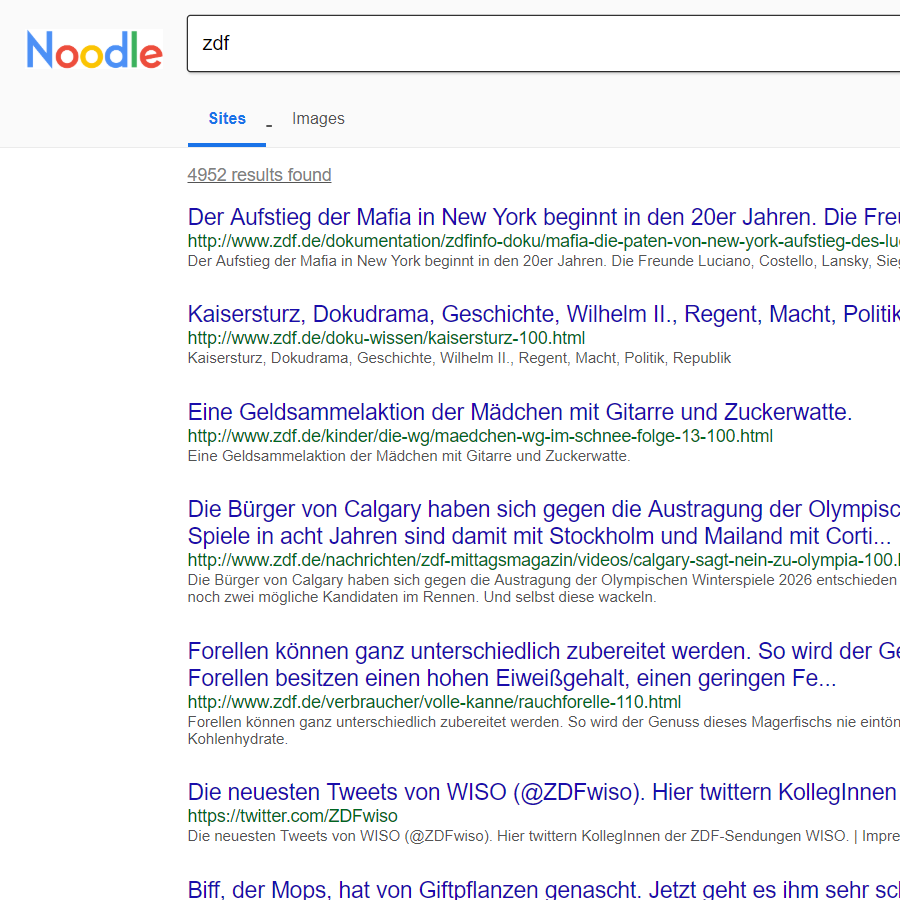 Noodle
zdf
Sites
Images
4952 results found
Der Aufstieg der Mafia in New York beginnt in den 20er Jahren. Die
http://www.zdf.de/dokumentation/zdfinfo-doku/mafia-die-paten-von-new-york-aufstieg-des-lu
Der Aufstieg der Mafia in New York beginnt in den 20er Jahren. Die Freunde Luciano, Costello, Lansky,
Kaisersturz, Dokudrama, Geschichte, Wilhelm II., Regent, Macht, Politik
http://www.zdf.de/doku-wissen/kaisersturz-100.html
Kaisersturz, Dokudrama, Geschichte, Wilhelm II., Regent, Macht, Politik, Republik
Eine Geldsammelaktion der Mädchen mit Gitarre und Zuckerwatte.
http://www.zdf.de/kinder/die-wg/maedchen-wg-im-schnee-folge-13-100.html
Eine Geldsammelaktion der Mädchen mit Gitarre und Zuckerwatte.
Die Bürger von Calgary haben sich gegen die Austragung der Olympisc
Spiele in acht Jahren sind damit mit Stockholm und Mailand mit Corti...
http://www.zdf.de/nachrichten/zdf-mittagsmagazin/videos/calgary-sagt-nein-zu-olympia-100.
Die Bürger von Calgary haben sich gegen die Austragung der Olympischen Winterspiele 2026 entschieden
noch zwei mögliche Kandidaten im Rennen. Und selbst diese wackeln.
Forellen können ganz unterschiedlich zubereitet werden. So wird der
Forellen besitzen einen hohen Eiweißgehalt, einen geringen Fe...
http://www.zdf.de/verbraucher/volle-kanne/rauchforelle-110.html
Forellen können ganz unterschiedlich zubereitet werden. So wird der Genuss dieses Magerfischs nie eintön
Kohlenhydrate.
Die neuesten Tweets von WISO (@ZDFwiso). Hier twittern KollegInnen
https://twitter.com/ZDFwiso
Die neuesten Tweets von WISO (@ZDFwiso). Hier twittern KollegInnen der ZDF-Sendungen WISO. | Impre
Biff, der Mops, hat von Giftpflanzen genascht. Jetzt geht es ihm sehr